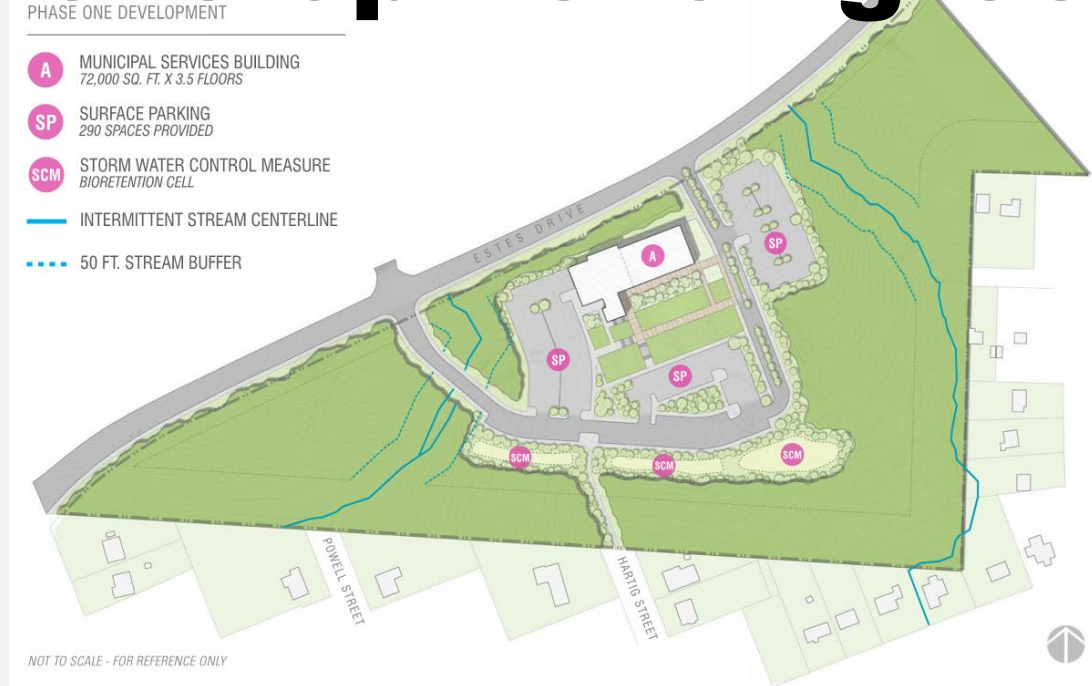 PHASE ONE DEVELOPMENT
A
MUNICIPAL SERVICES BUILDING
72,000 SQ. FT. X 3.5 FLOORS
SP
SURFACE PARKING
290 SPACES PROVIDED
SCM
STORM WATER CONTROL MEASURE
BIORETENTION CELL
INTERMITTENT STREAM CENTERLINE
50 FT. STREAM BUFFER
ESTES DRIVE
A
SP
SP
SP
SCM
SCM
SCM
POWELL STREET
HARTIG STREET
NOT TO SCALE - FOR REFERENCE ONLY